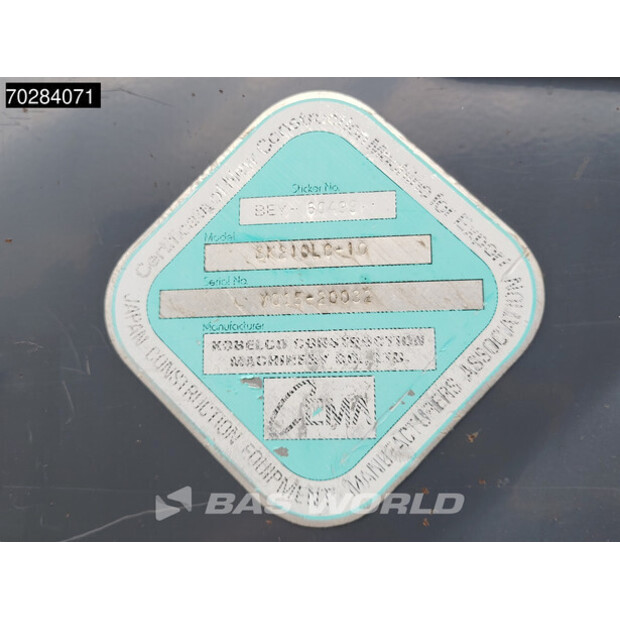 70284071
Certificate of New Construction Machine for Export
Sticker No.
Model
Serial No.
Manufacturer
KOBELCO CONSTRUCTION
MACHINERY CO., LTD.
JAPAN CONSTRUCTION EQUIPMENT MANUFACTURERS ASSOCIATION
BAS WORLD